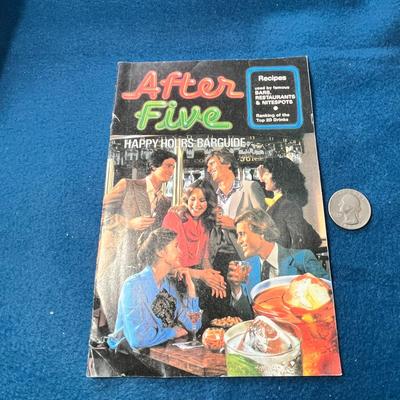 After
Five
HAPPY HOURS BARGUIDE
Recipes
used by famous
BARS,
RESTAURANTS
& NITESPOTS
Ranking of the
Top 20 Drinks